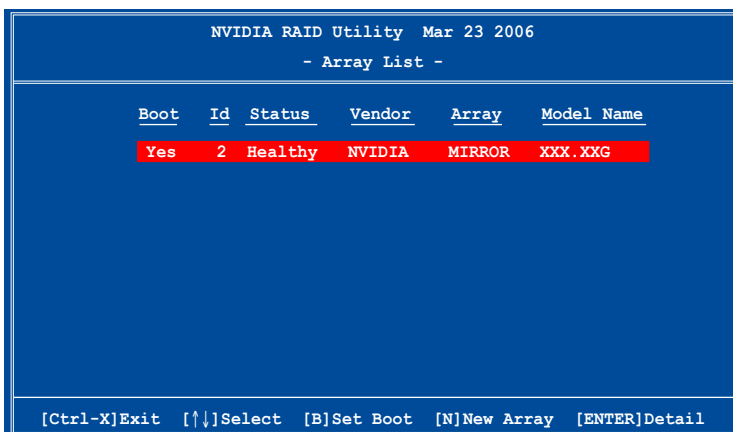 NVIDIA RAID Utility Mar 23 2006
- Array List -
Boot Id Status Vendor Array Model Name
Yes 2 Healthy NVIDIA MIRROR XXX.XXG
[Ctrl-X]Exit [↑↓]Select [B]Set Boot [N]New Array [ENTER]Detail